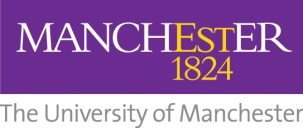 MANCHEStER
1824
The University of Manchester